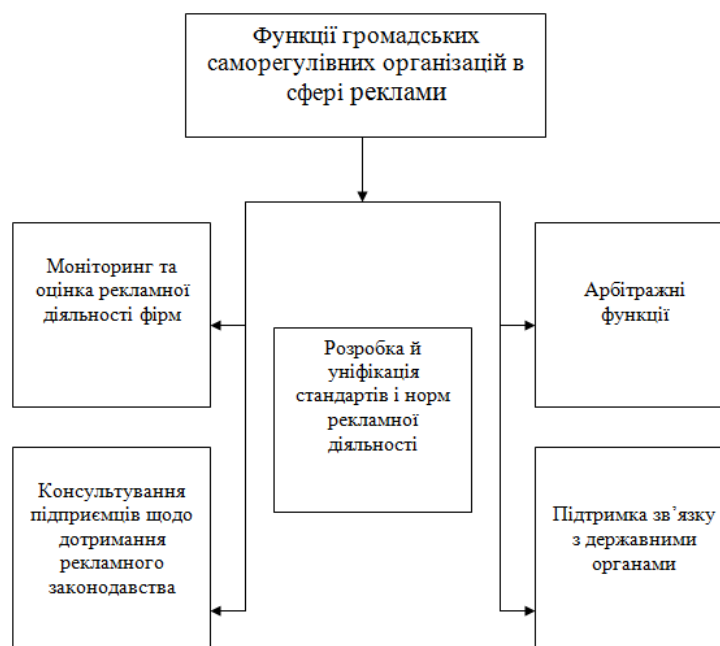 Функції громадських
саморегулівних організацій в
сфері реклами
Моніторинг та
оцінка рекламної
діяльності фірм
Арбітражні
функції
Розробка й
уніфікація
стандартів і норм
рекламної
діяльності
Консультування
підприємців щодо
дотримання
рекламного
законодавства
Підтримка зв’язку
з державними
органами